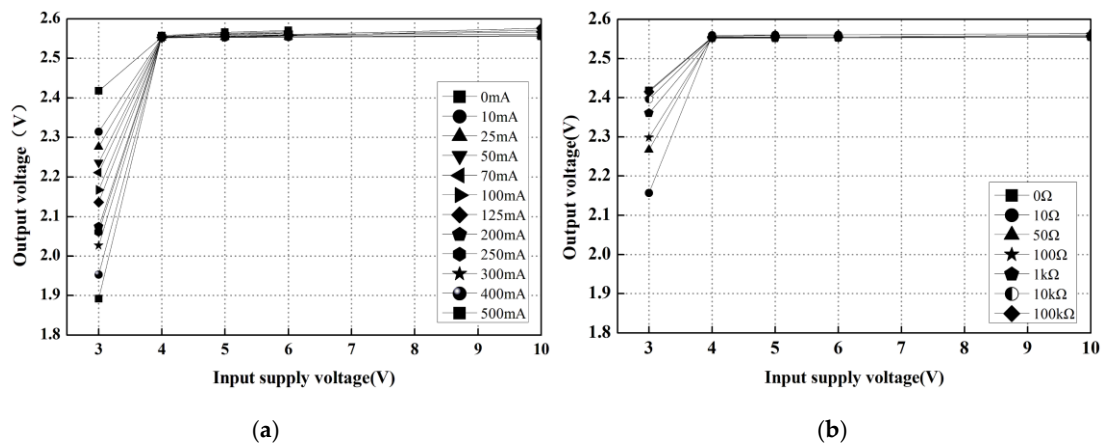 2.6
2.5
2.4
2.3
2.2
2.1
2.0
1.9
1.8
Output voltage (V)
0mA
10mA
25mA
50mA
70mA
100mA
125mA
200mA
250mA
300mA
400mA
500mA
3 4 5 6 7 8 9 10
Input supply voltage(V)
(a)
2.6
2.5
2.4
2.3
2.2
2.1
2.0
1.9
1.8
Output voltage(V)
0Ω
10Ω
50Ω
100Ω
1kΩ
10kΩ
100kΩ
3 4 5 6 7 8 9 10
Input supply voltage(V)
(b)